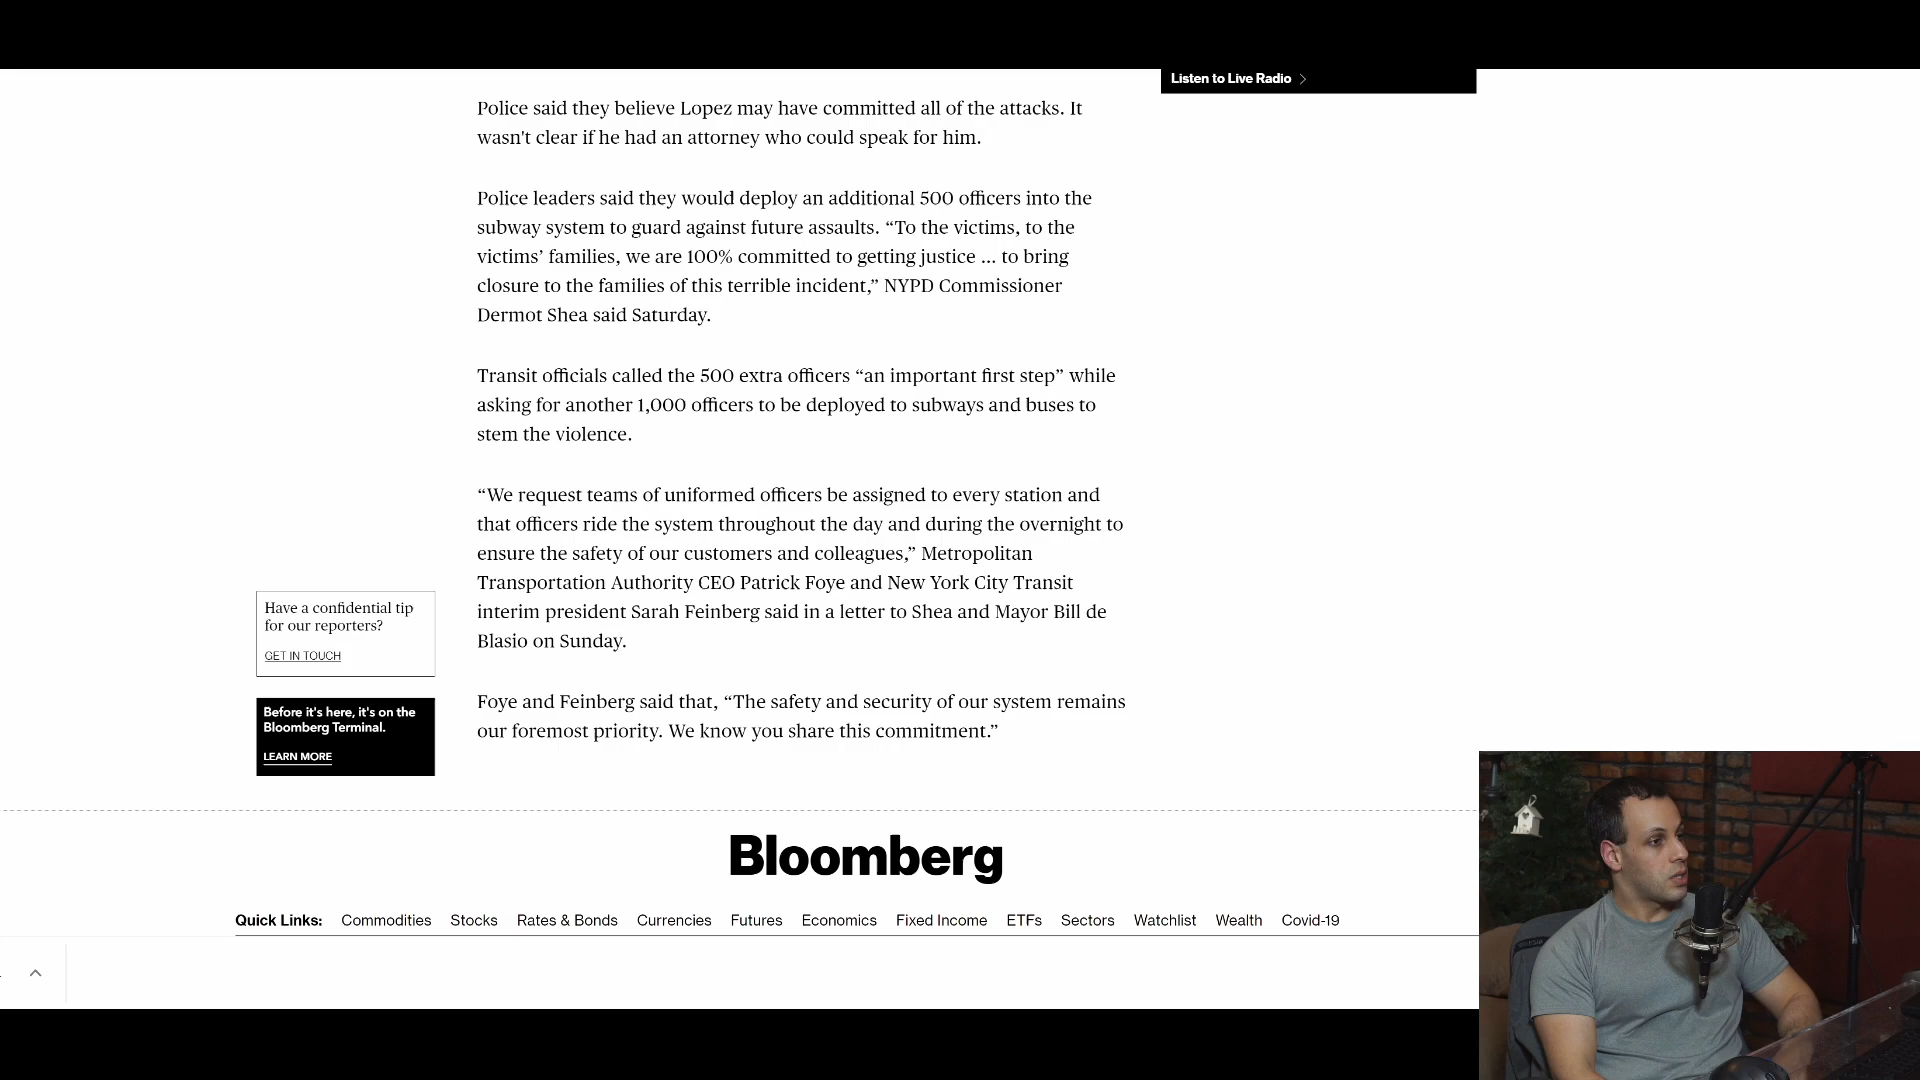 Listen to Live Radio
Police said they believe Lopez may have committed all of the attacks. It
wasn't clear if he had an attorney who could speak for him.
Police leaders said they would deploy an additional 500 officers into the
subway system to guard against future assaults. “To the victims, to the
victims’ families, we are 100% committed to getting justice ... to bring
closure to the families of this terrible incident,” NYPD Commissioner
Dermot Shea said Saturday.
Transit officials called the 500 extra officers “an important first step” while
asking for another 1,000 officers to be deployed to subways and buses to
stem the violence.
“We request teams of uniformed officers be assigned to every station and
that officers ride the system throughout the day and during the overnight to
ensure the safety of our customers and colleagues,” Metropolitan
Transportation Authority CEO Patrick Foye and New York City Transit
interim president Sarah Feinberg said in a letter to Shea and Mayor Bill de
Blasio on Sunday.
Have a confidential tip
for our reporters?
GET IN TOUCH
Before it's here, it's on the
Bloomberg Terminal.
LEARN MORE
Foye and Feinberg said that, “The safety and security of our system remains
our foremost priority. We know you share this commitment.”
Bloomberg
Quick Links: Commodities Stocks Rates & Bonds Currencies Futures Economics Fixed Income ETFs Sectors Watchlist Wealth Covid-19